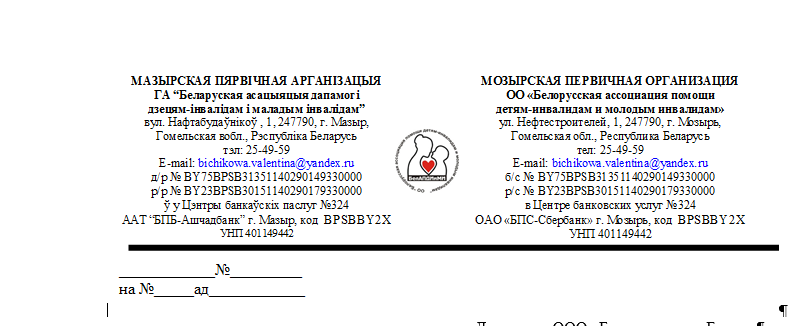 МАЗЫРСКАЯ ПЯРВІЧНАЯ АРГАНІЗАЦЫЯ
ГА “Беларуская асацыяцыя дапамогі
дзецям-інвалідам і маладым інвалідам”
вул. Нафтабудаўнікоў , 1, 247790, г. Мазыр,
Гомельская вобл., Рэспубліка Беларусь
тэл: 25-49-59
E-mail: bichikowa.valentina@yandex.ru
д/р № BY75BPSB31351140290149330000
р/р № BY23BPSB30151140290179330000
ў у Цэнтры банкаўскіх паслуг №324
ААТ “БПБ-Ашчадбанк” г. Мазыр, код BPSBBY2X
УНП 401149442
МОЗЫРСКАЯ ПЕРВИЧНАЯ ОРГАНИЗАЦИЯ
ОО «Белорусская ассоциация помощи
детям-инвалидам и молодым инвалидам»
ул. Нефтестроителей, 1, 247790, г. Мозырь,
Гомельская обл., Республика Беларусь
тел: 25-49-59
E-mail: bichikowa.valentina@yandex.ru
б/с № BY75BPSB31351140290149330000
р/с № BY23BPSB30151140290179330000
в Центре банковских услуг №324
ОАО «БПС-Сбербанк» г. Мозырь, код BPSBBY2X
УНП 401149442
____________№_________
на №_____ад____________
¶